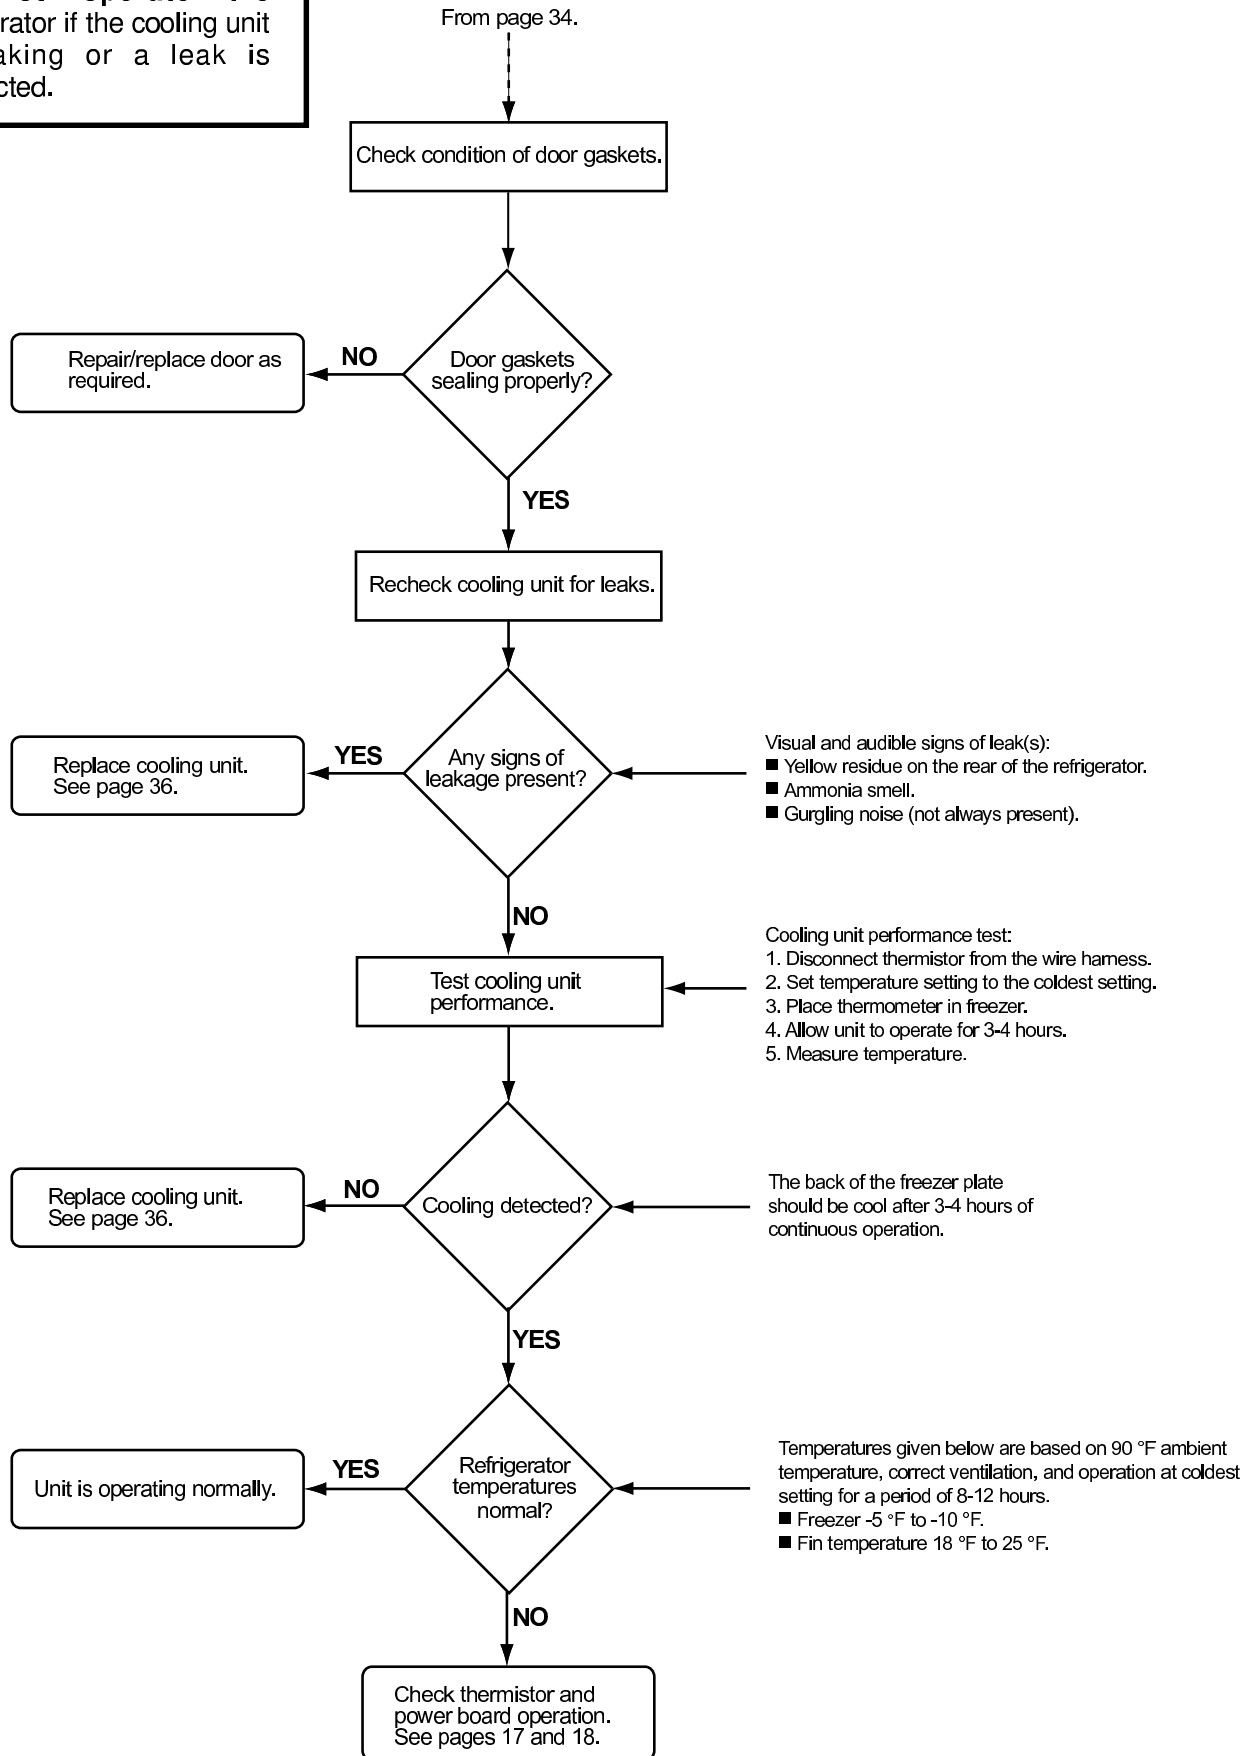 erator if the cooling unit
aking or a leak is
cted.
From page 34.
Check condition of door gaskets.
Door gaskets
sealing properly?
NO
Repair/replace door as
required.
YES
Recheck cooling unit for leaks.
Any signs of
leakage present?
YES
Replace cooling unit.
See page 36.
Visual and audible signs of leak(s):
■ Yellow residue on the rear of the refrigerator.
■ Ammonia smell.
■ Gurgling noise (not always present).
NO
Test cooling unit
performance.
Cooling unit performance test:
1. Disconnect thermistor from the wire harness.
2. Set temperature setting to the coldest setting.
3. Place thermometer in freezer.
4. Allow unit to operate for 3-4 hours.
5. Measure temperature.
Cooling detected?
NO
Replace cooling unit.
See page 36.
The back of the freezer plate
should be cool after 3-4 hours of
continuous operation.
YES
Refrigerator
temperatures
normal?
YES
Unit is operating normally.
Temperatures given below are based on 90 °F ambient
temperature, correct ventilation, and operation at coldest
setting for a period of 8-12 hours.
■ Freezer -5 °F to -10 °F.
■ Fin temperature 18 °F to 25 °F.
NO
Check thermistor and
power board operation.
See pages 17 and 18.